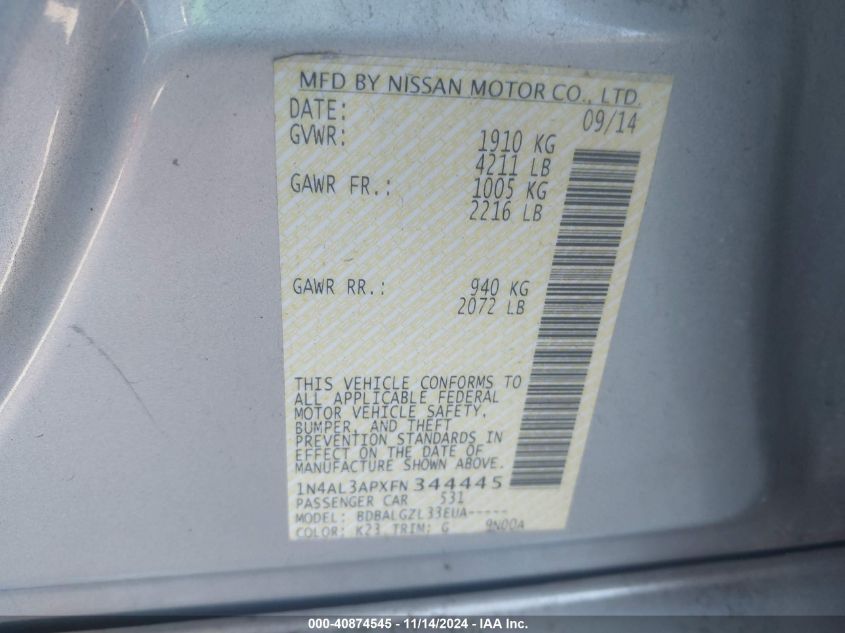 MFD BY NISSAN MOTOR CO., LTD.
DATE: 09/14
GVWR: 1910 KG
4211 LB
GAWR FR.: 1005 KG
2216 LB
GAWR RR.: 940 KG
2072 LB
THIS VEHICLE CONFORMS TO
ALL APPLICABLE FEDERAL
MOTOR VEHICLE SAFETY,
BUMPER, AND THEFT
PREVENTION STANDARDS IN
EFFECT ON THE DATE OF
MANUFACTURE SHOWN ABOVE.
1N4AL3APXFN344445
PASSENGER CAR 531
MODEL: BDBALGZL33EUA-----
COLOR: K23 TRIM: G 9N00A
000-40874545 - 11/14/2024 - IAA Inc.